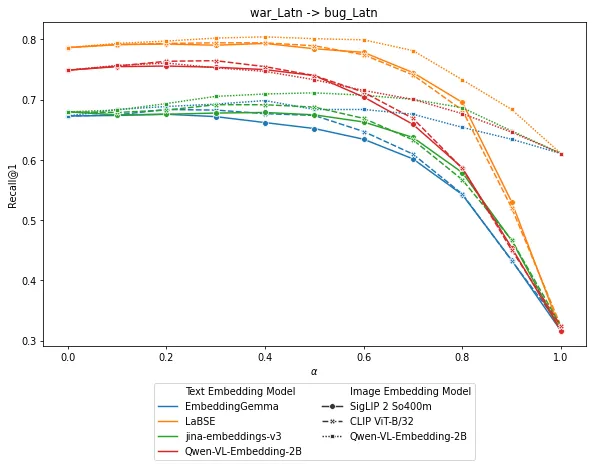 war_Latn -> bug_Latn
0.8
0.7
0.6
0.5
0.4
0.3
Recall@1
0.0 0.2 0.4 0.6 0.8 1.0
α
Text Embedding Model Image Embedding Model
EmbeddingGemma SigLIP 2 So400m
LaBSE CLIP ViT-B/32
jina-embeddings-v3 Qwen-VL-Embedding-2B
Qwen-VL-Embedding-2B